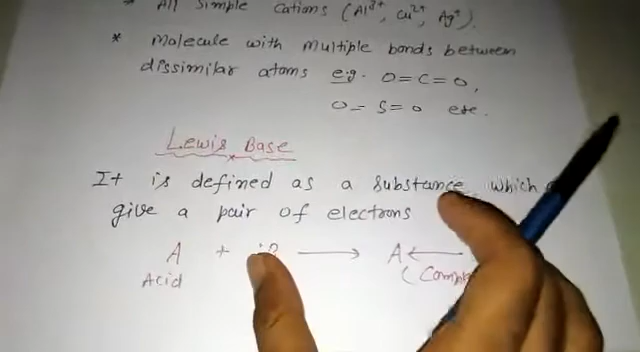 * All simple cations (Al³⁺, Cu²⁺, Ag⁺).
* Molecule with multiple bonds between
dissimilar atoms e.g. O=C=O,
O=S=O etc.
Lewis Base
It is defined as a substance which
give a pair of electrons
A + :B ⟶ A ⟵
Acid (Comp